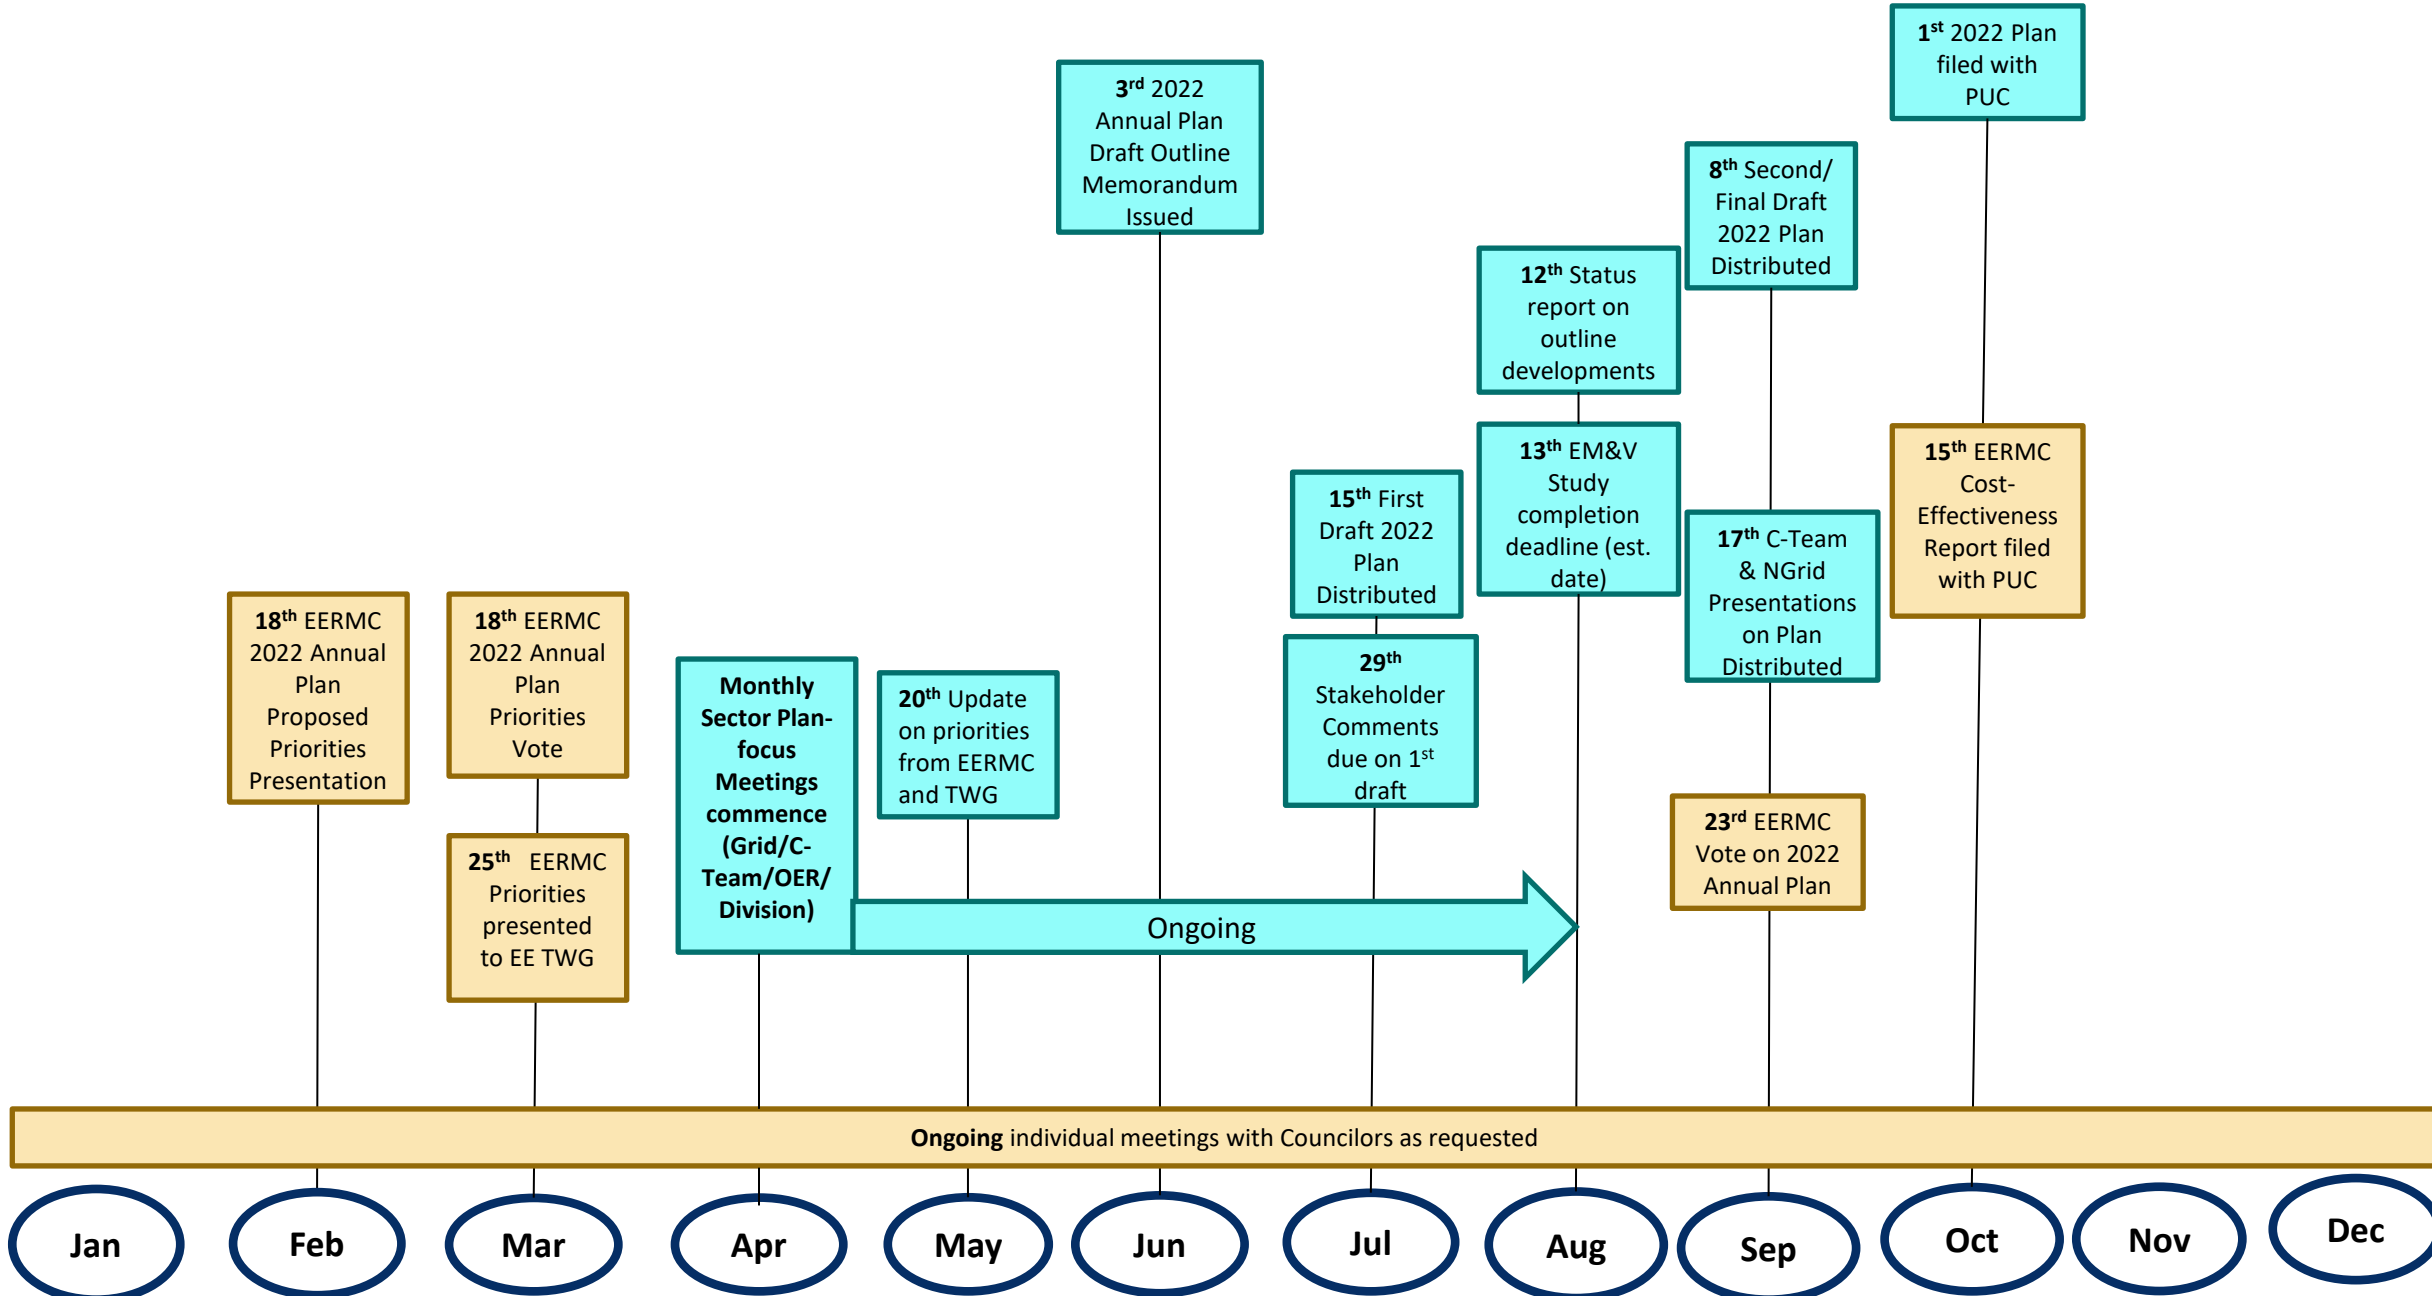 18th EERMC
2022 Annual
Plan
Proposed
Priorities
Presentation
18th EERMC
2022 Annual
Plan
Priorities
Vote
25th EERMC
Priorities
presented
to EE TWG
Monthly
Sector Plan-
focus
Meetings
commence
(Grid/C-
Team/OER/
Division)
20th Update
on priorities
from EERMC
and TWG
3rd 2022
Annual Plan
Draft Outline
Memorandum
Issued
15th First
Draft 2022
Plan
Distributed
29th
Stakeholder
Comments
due on 1st
draft
12th Status
report on
outline
developments
13th EM&V
Study
completion
deadline (est.
date)
8th Second/
Final Draft
2022 Plan
Distributed
17th C-Team
& NGrid
Presentations
on Plan
Distributed
23rd EERMC
Vote on 2022
Annual Plan
1st 2022 Plan
filed with
PUC
15th EERMC
Cost-
Effectiveness
Report filed
with PUC
Ongoing
Ongoing individual meetings with Councilors as requested
Jan
Feb
Mar
Apr
May
Jun
Jul
Aug
Sep
Oct
Nov
Dec